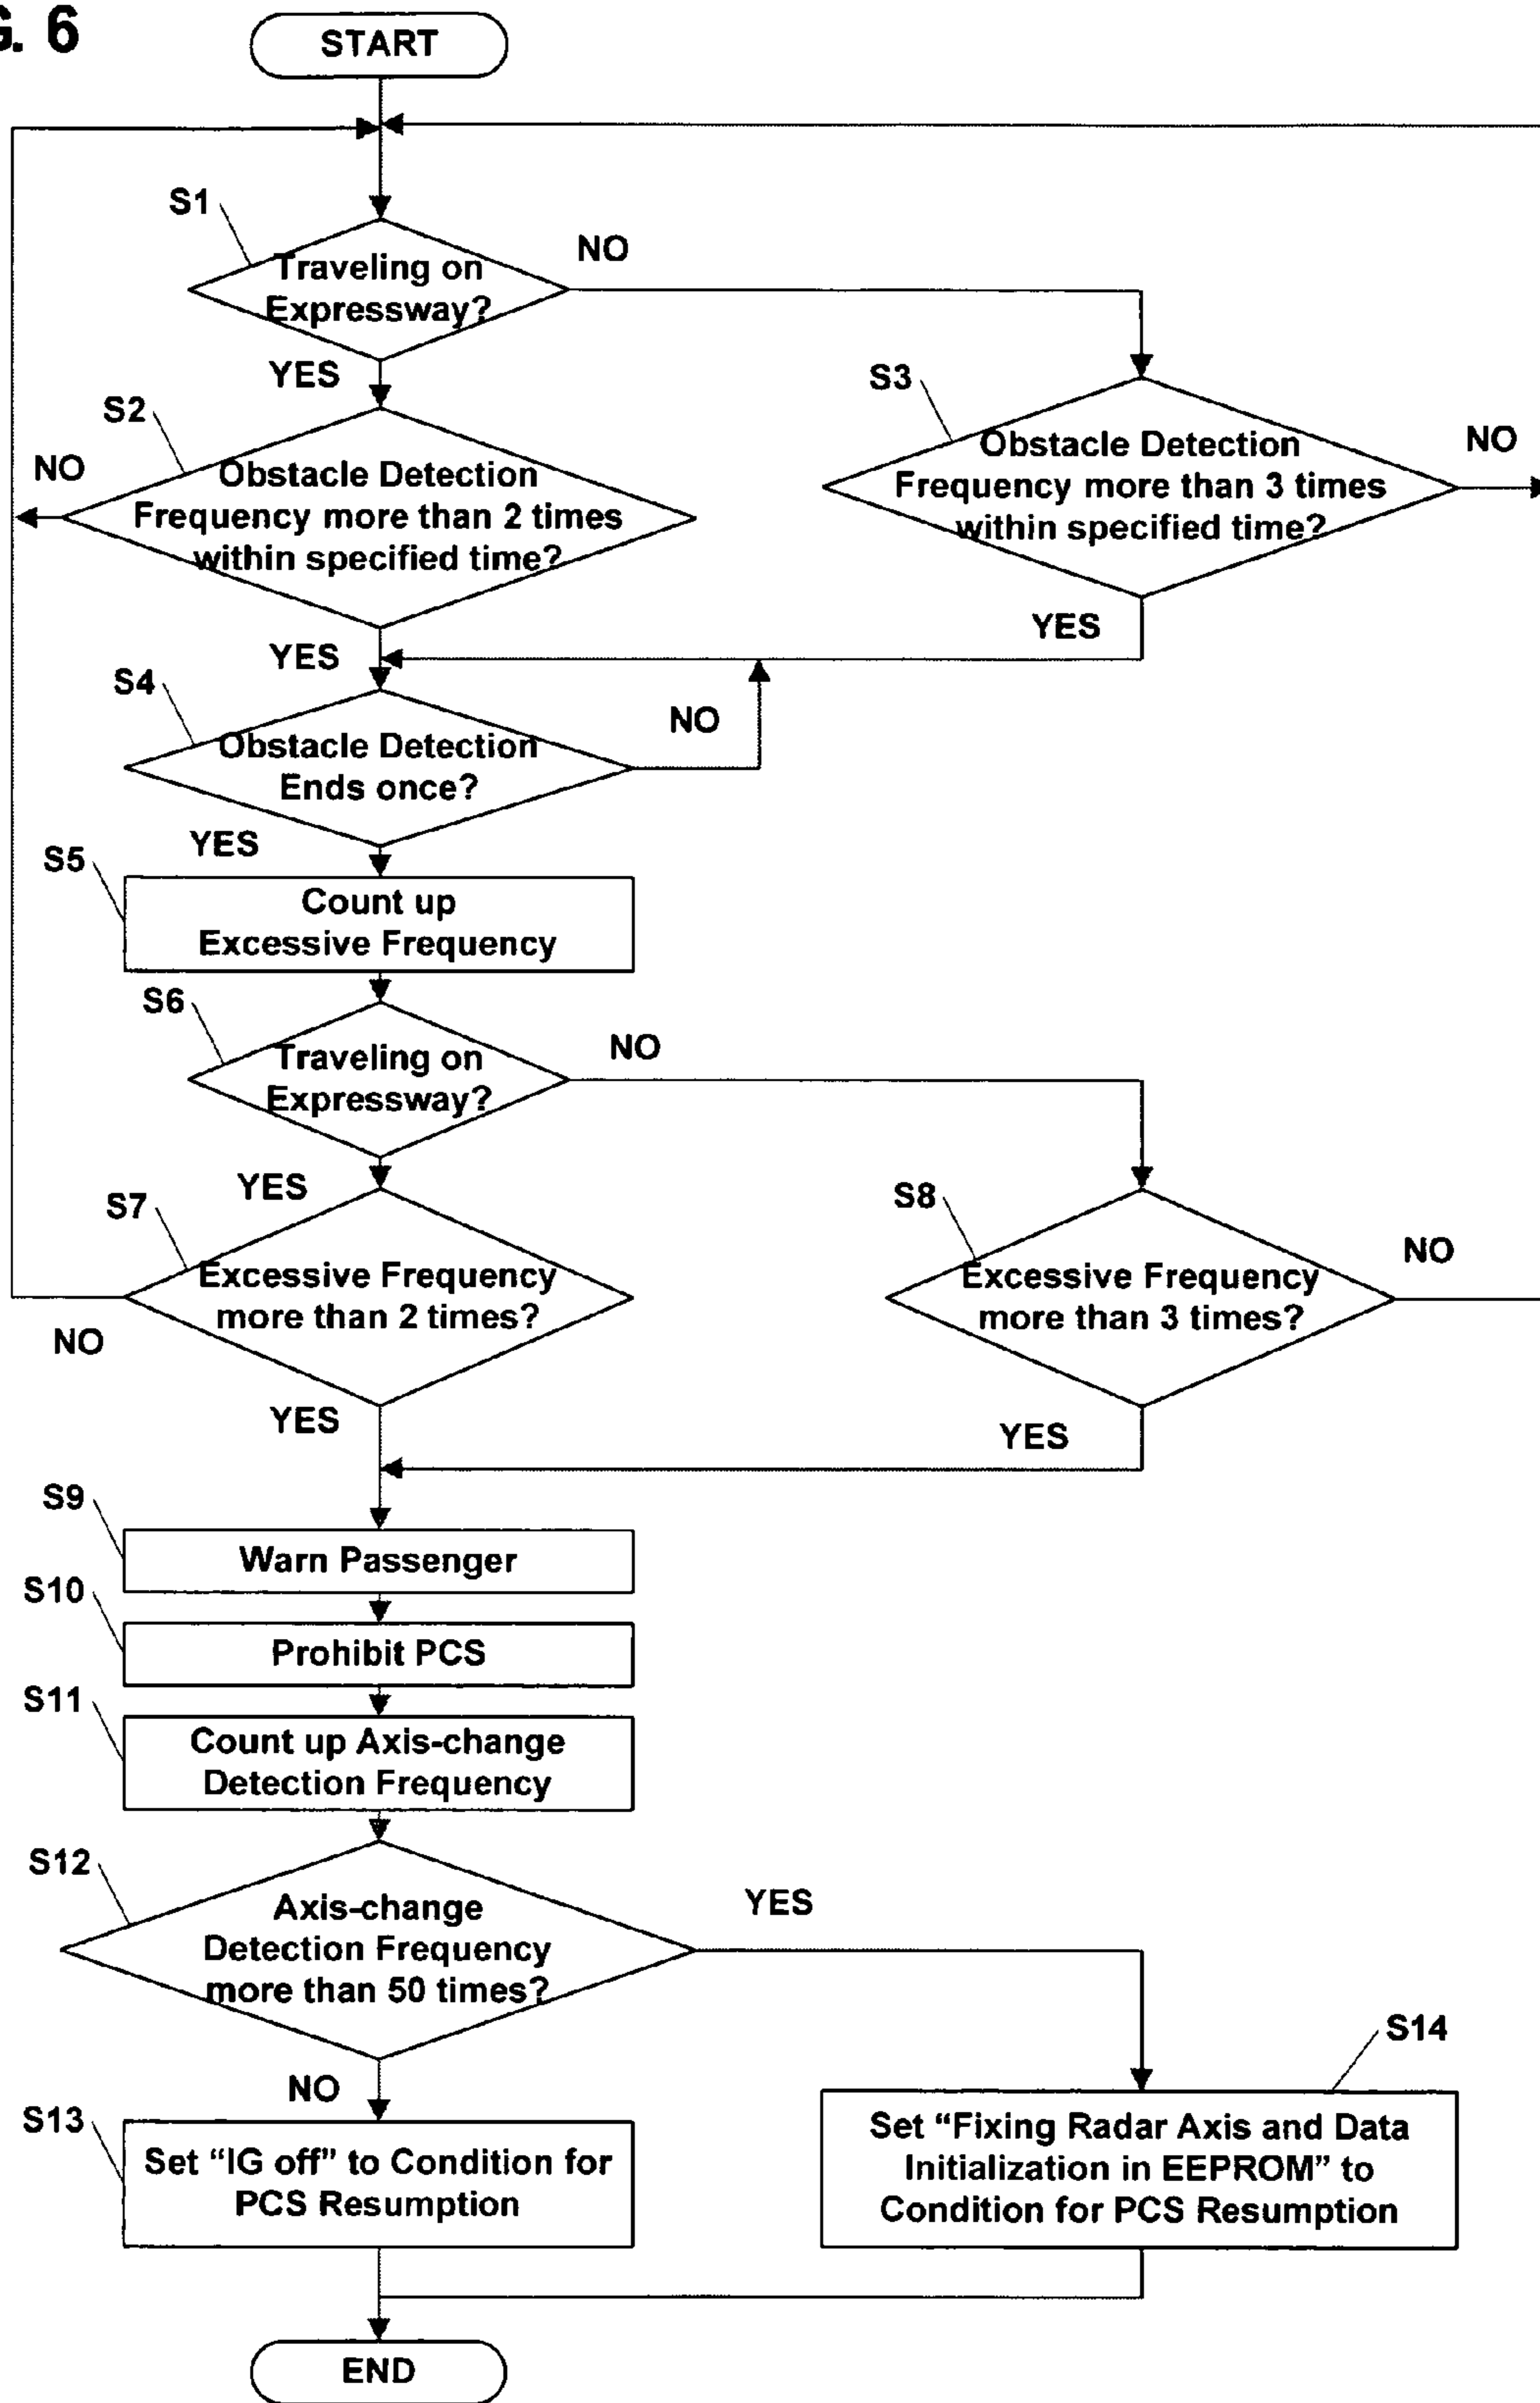 G. 6
START
S1
Traveling on
Expressway?
NO
YES
S2
Obstacle Detection
Frequency more than 2 times
within specified time?
NO
S3
Obstacle Detection
Frequency more than 3 times
within specified time?
NO
YES
YES
S4
Obstacle Detection
Ends once?
NO
YES
S5
Count up
Excessive Frequency
S6
Traveling on
Expressway?
NO
YES
S7
Excessive Frequency
more than 2 times?
NO
S8
Excessive Frequency
more than 3 times?
NO
YES
YES
S9
Warn Passenger
S10
Prohibit PCS
S11
Count up Axis-change
Detection Frequency
S12
Axis-change
Detection Frequency
more than 50 times?
YES
NO
S13
Set “IG off” to Condition for
PCS Resumption
S14
Set “Fixing Radar Axis and Data
Initialization in EEPROM” to
Condition for PCS Resumption
END